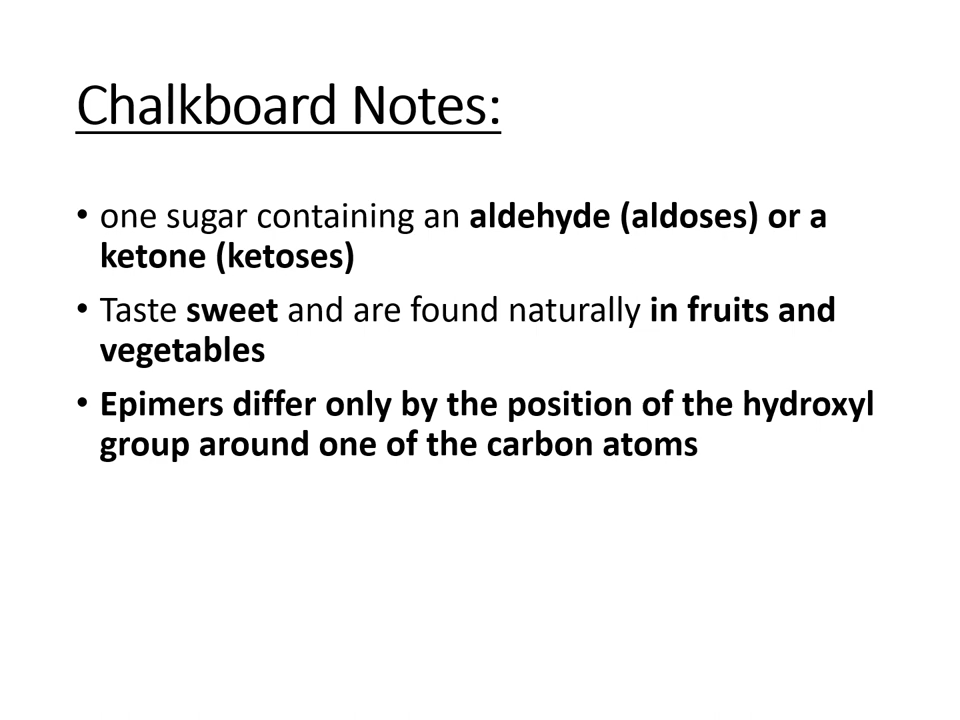 Chalkboard Notes:
• one sugar containing an aldehyde (aldoses) or a
ketone (ketoses)
• Taste sweet and are found naturally in fruits and
vegetables
• Epimers differ only by the position of the hydroxyl
group around one of the carbon atoms